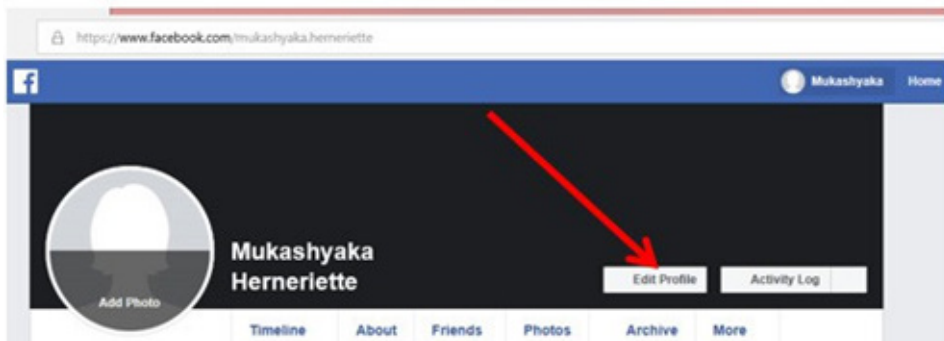 https://www.facebook.com/mukashyaka.herneriette
f Mukashyaka Home
Mukashyaka
Herneriette
Add Photo
Edit Profile Activity Log
Timeline About Friends Photos Archive More